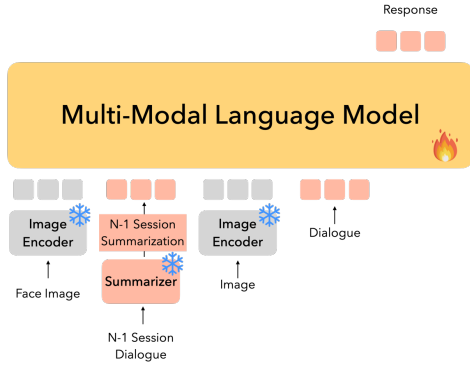 Response
Multi-Modal Language Model
Image
Encoder
N-1 Session
Summarization
Image
Encoder
Dialogue
Face Image
Summarizer
Image
N-1 Session
Dialogue